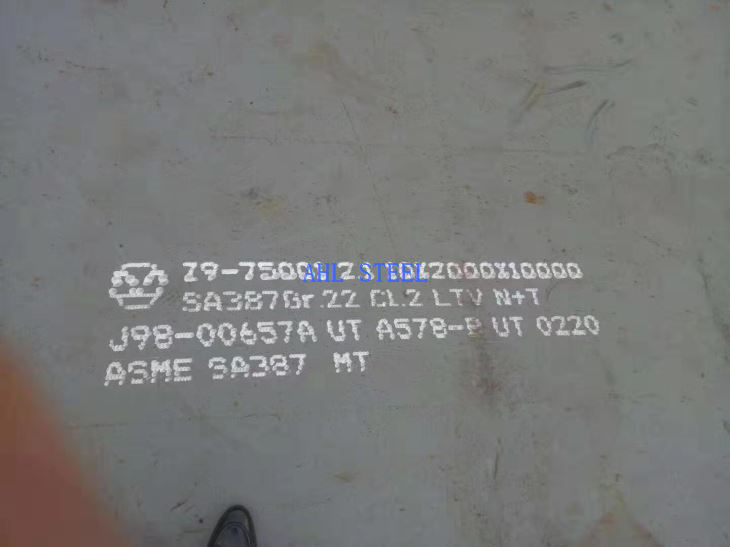 SA387Gr.22 CL2 LTV N+T
J98-00657A UT A578-B UT 0220
ASME SA387 MT
AHL STEEL